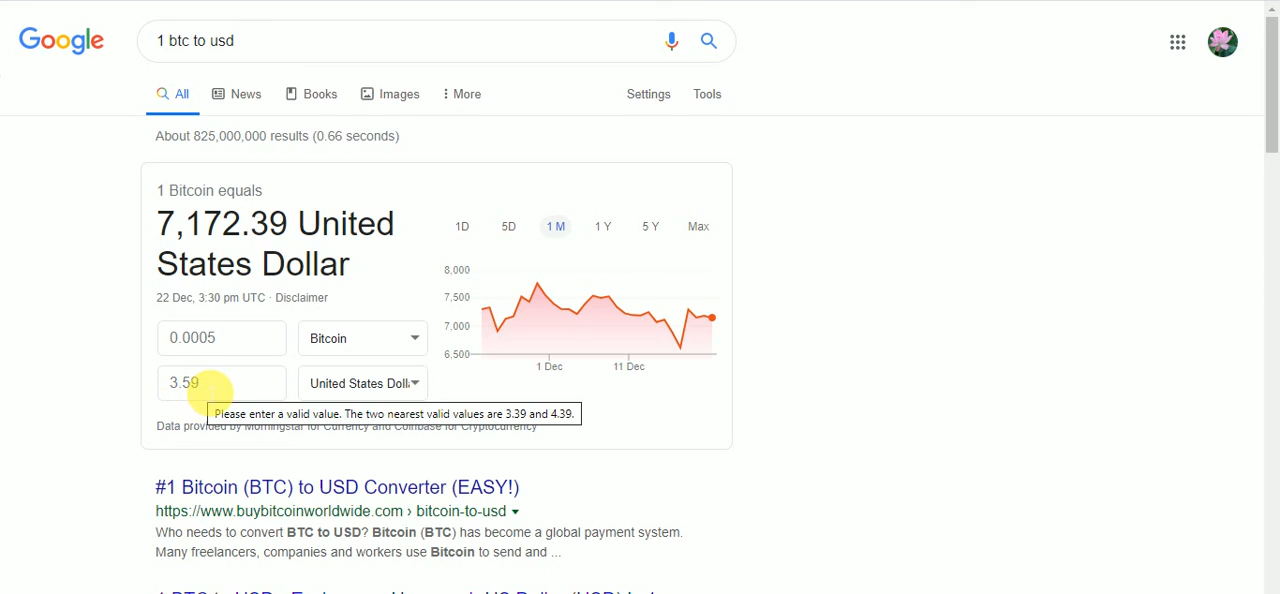 Google
1 btc to usd
All
News
Books
Images
More
Settings
Tools
About 825,000,000 results (0.66 seconds)
1 Bitcoin equals
7,172.39 United
States Dollar
22 Dec, 3:30 pm UTC · Disclaimer
0.0005
Bitcoin
3.59
United States Doll
1D
5D
1 M
1 Y
5 Y
Max
8,000
7,500
7,000
6,500
1 Dec
11 Dec
Please enter a valid value. The two nearest valid values are 3.39 and 4.39.
Data provided by Morningstar for Currency and Coinbase for Cryptocurrency
#1 Bitcoin (BTC) to USD Converter (EASY!)
https://www.buybitcoinworldwide.com › bitcoin-to-usd
Who needs to convert BTC to USD? Bitcoin (BTC) has become a global payment system.
Many freelancers, companies and workers use Bitcoin to send and ...